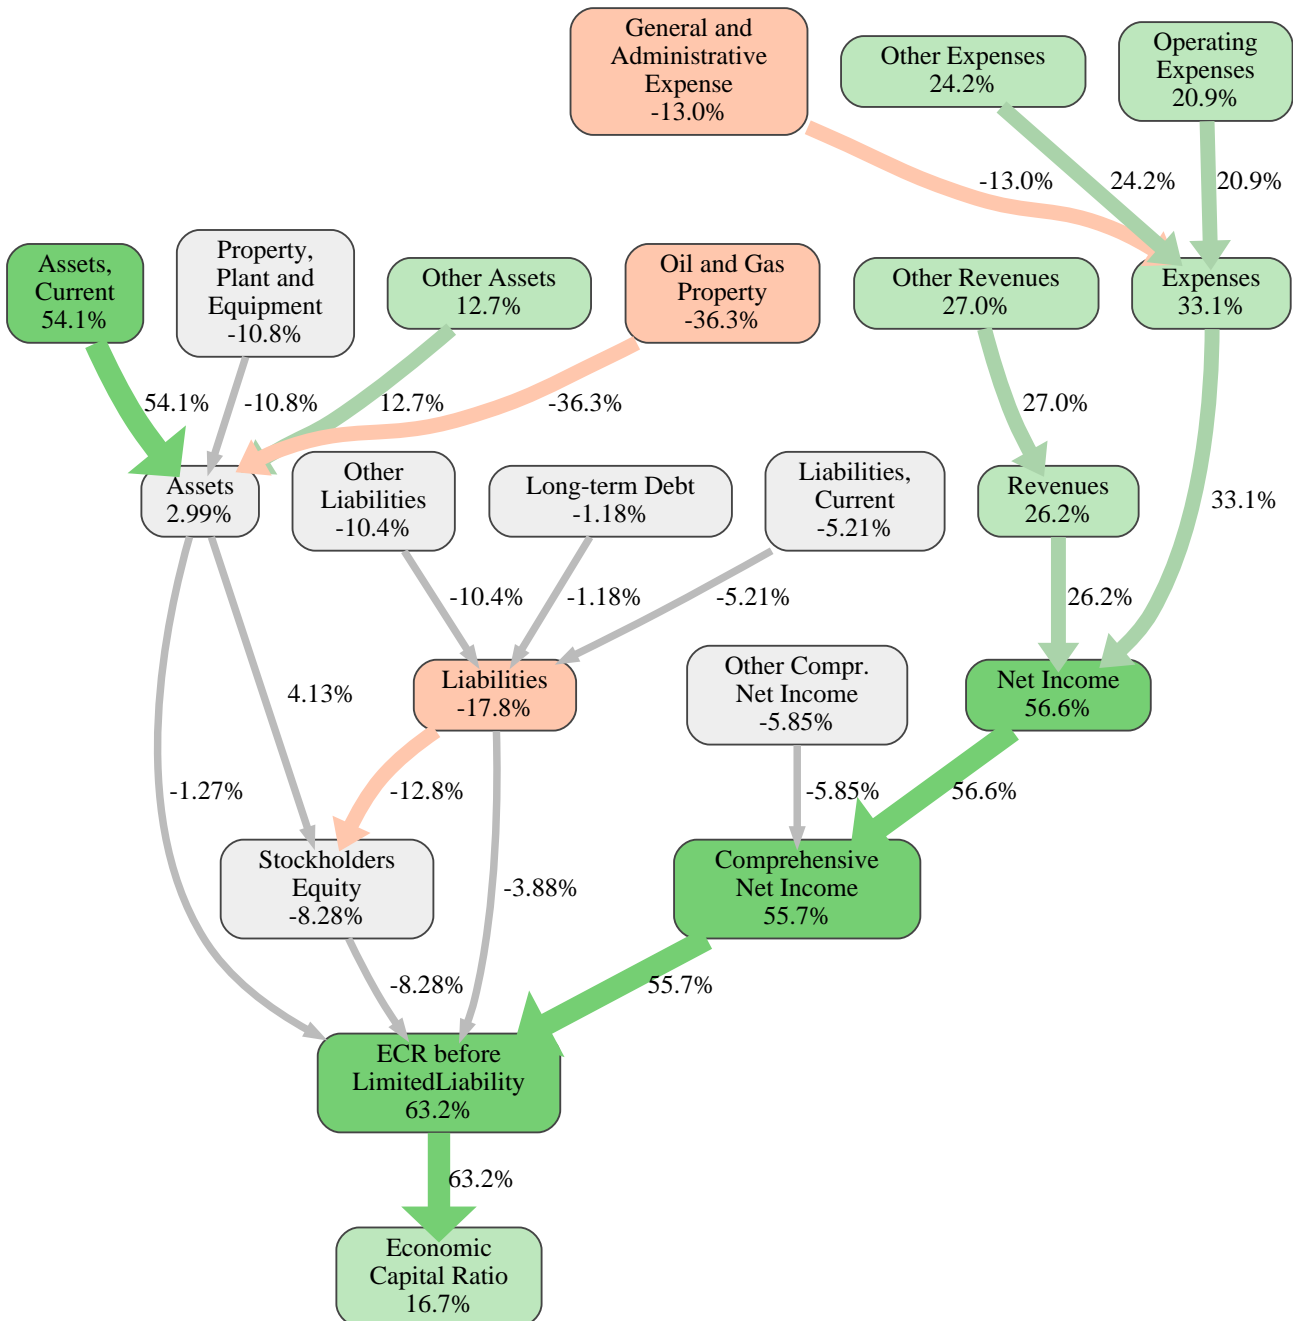 General and
Administrative
Expense
-13.0%
Other Expenses
24.2%
Operating
Expenses
20.9%
-13.0%
24.2%
20.9%
Assets,
Current
54.1%
Property,
Plant and
Equipment
-10.8%
Other Assets
12.7%
Oil and Gas
Property
-36.3%
Other Revenues
27.0%
Expenses
33.1%
54.1%
-10.8%
12.7%
-36.3%
27.0%
Assets
2.99%
Other
Liabilities
-10.4%
Long-term Debt
-1.18%
Liabilities,
Current
-5.21%
Revenues
26.2%
33.1%
-10.4%
-1.18%
-5.21%
26.2%
4.13%
Liabilities
-17.8%
Other Compr.
Net Income
-5.85%
Net Income
56.6%
-1.27%
-12.8%
-5.85%
56.6%
Stockholders
Equity
-8.28%
-3.88%
Comprehensive
Net Income
55.7%
-8.28%
55.7%
ECR before
LimitedLiability
63.2%
63.2%
Economic
Capital Ratio
16.7%